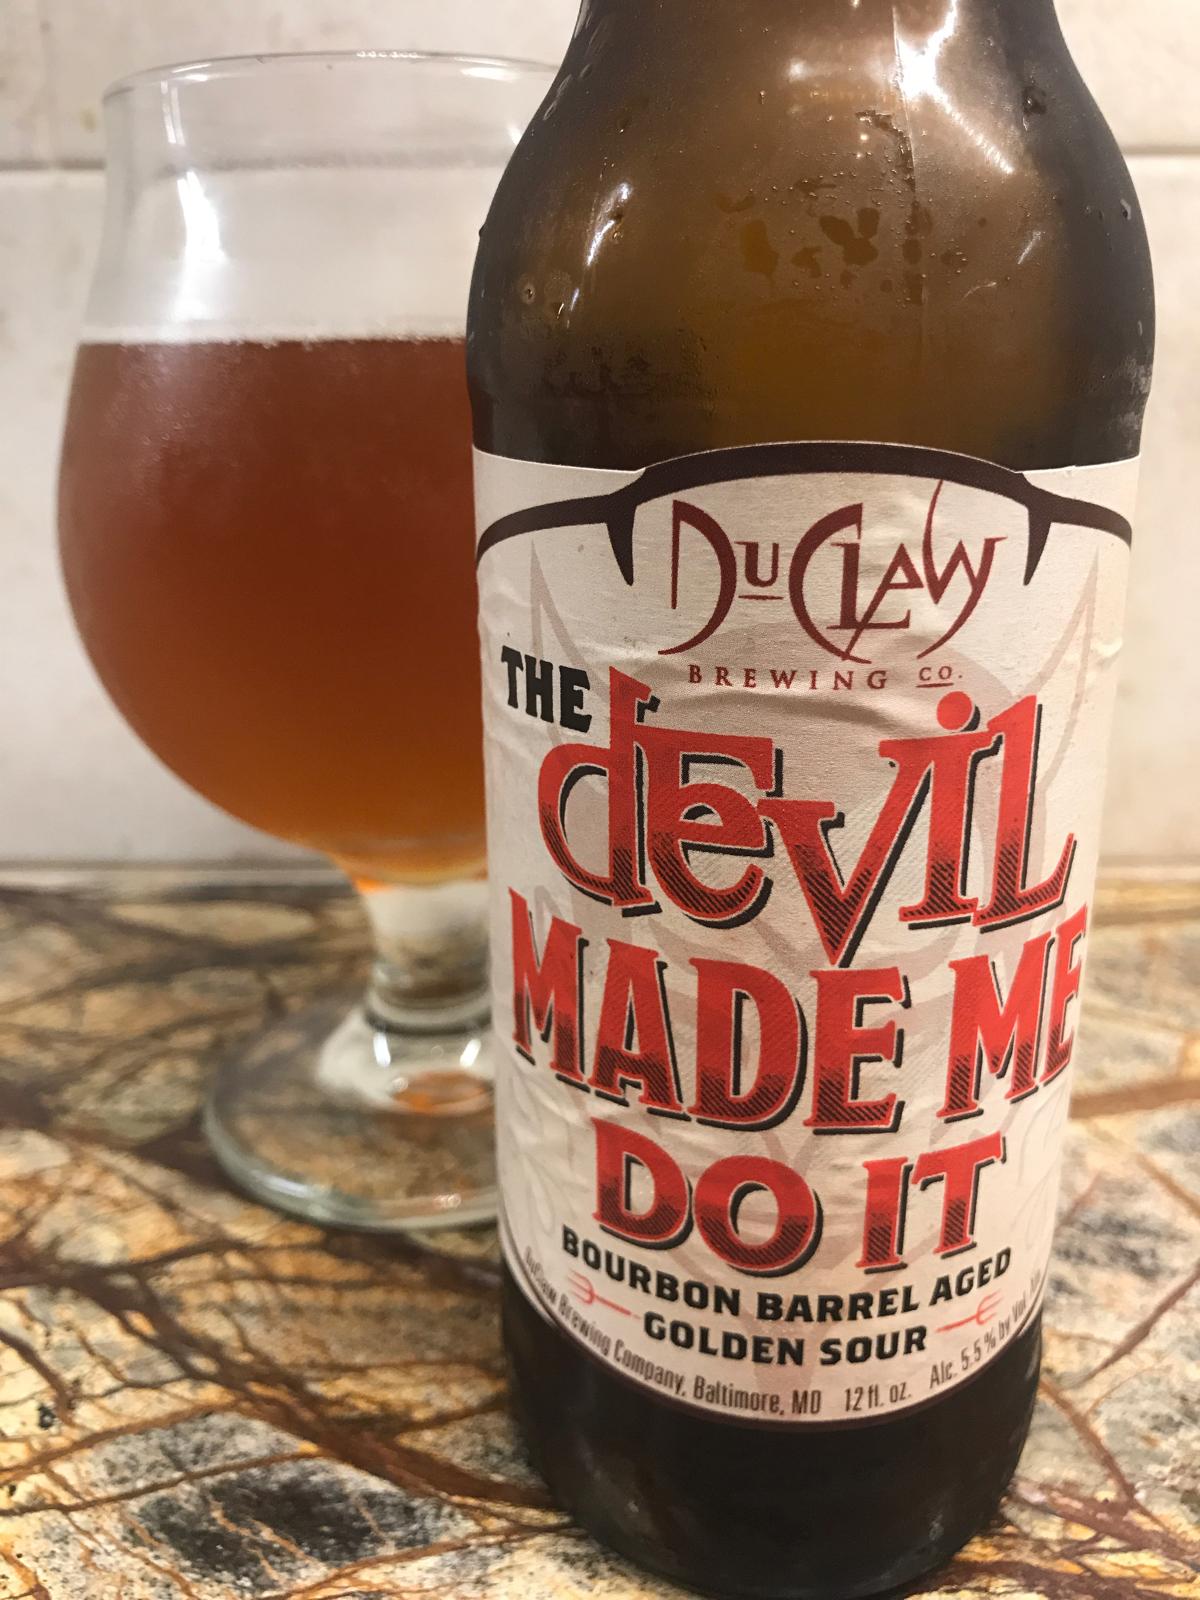 DuClaw
BREWING CO.
THE
devil
MADE ME
DO IT
BOURBON BARREL AGED
GOLDEN SOUR
DuClaw Brewing Company, Baltimore, MD 12 fl. oz. Alc. 5.5% by Vol.